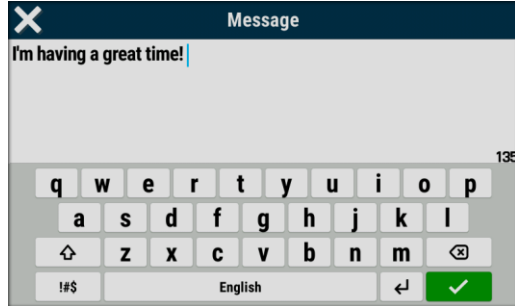 Message
I'm having a great time!
135
q w e r t y u i o p
a s d f g h j k l
z x c v b n m
!#$ English